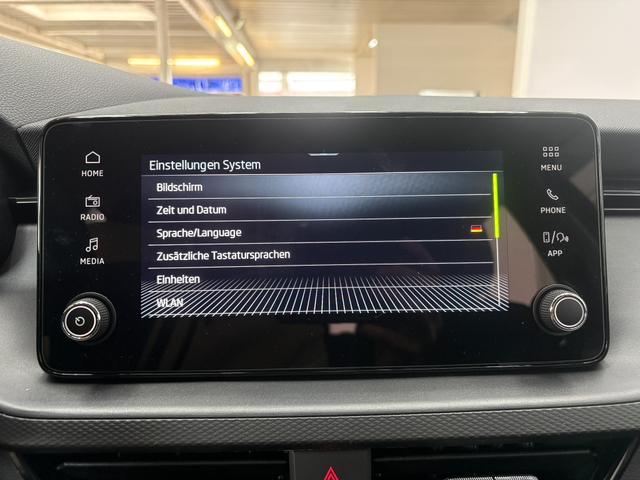 Einstellungen System
Bildschirm
Zeit und Datum
Sprache/Language
Zusätzliche Tastatursprachen
Einheiten
WLAN
HOME
RADIO
MEDIA
MENU
PHONE
APP